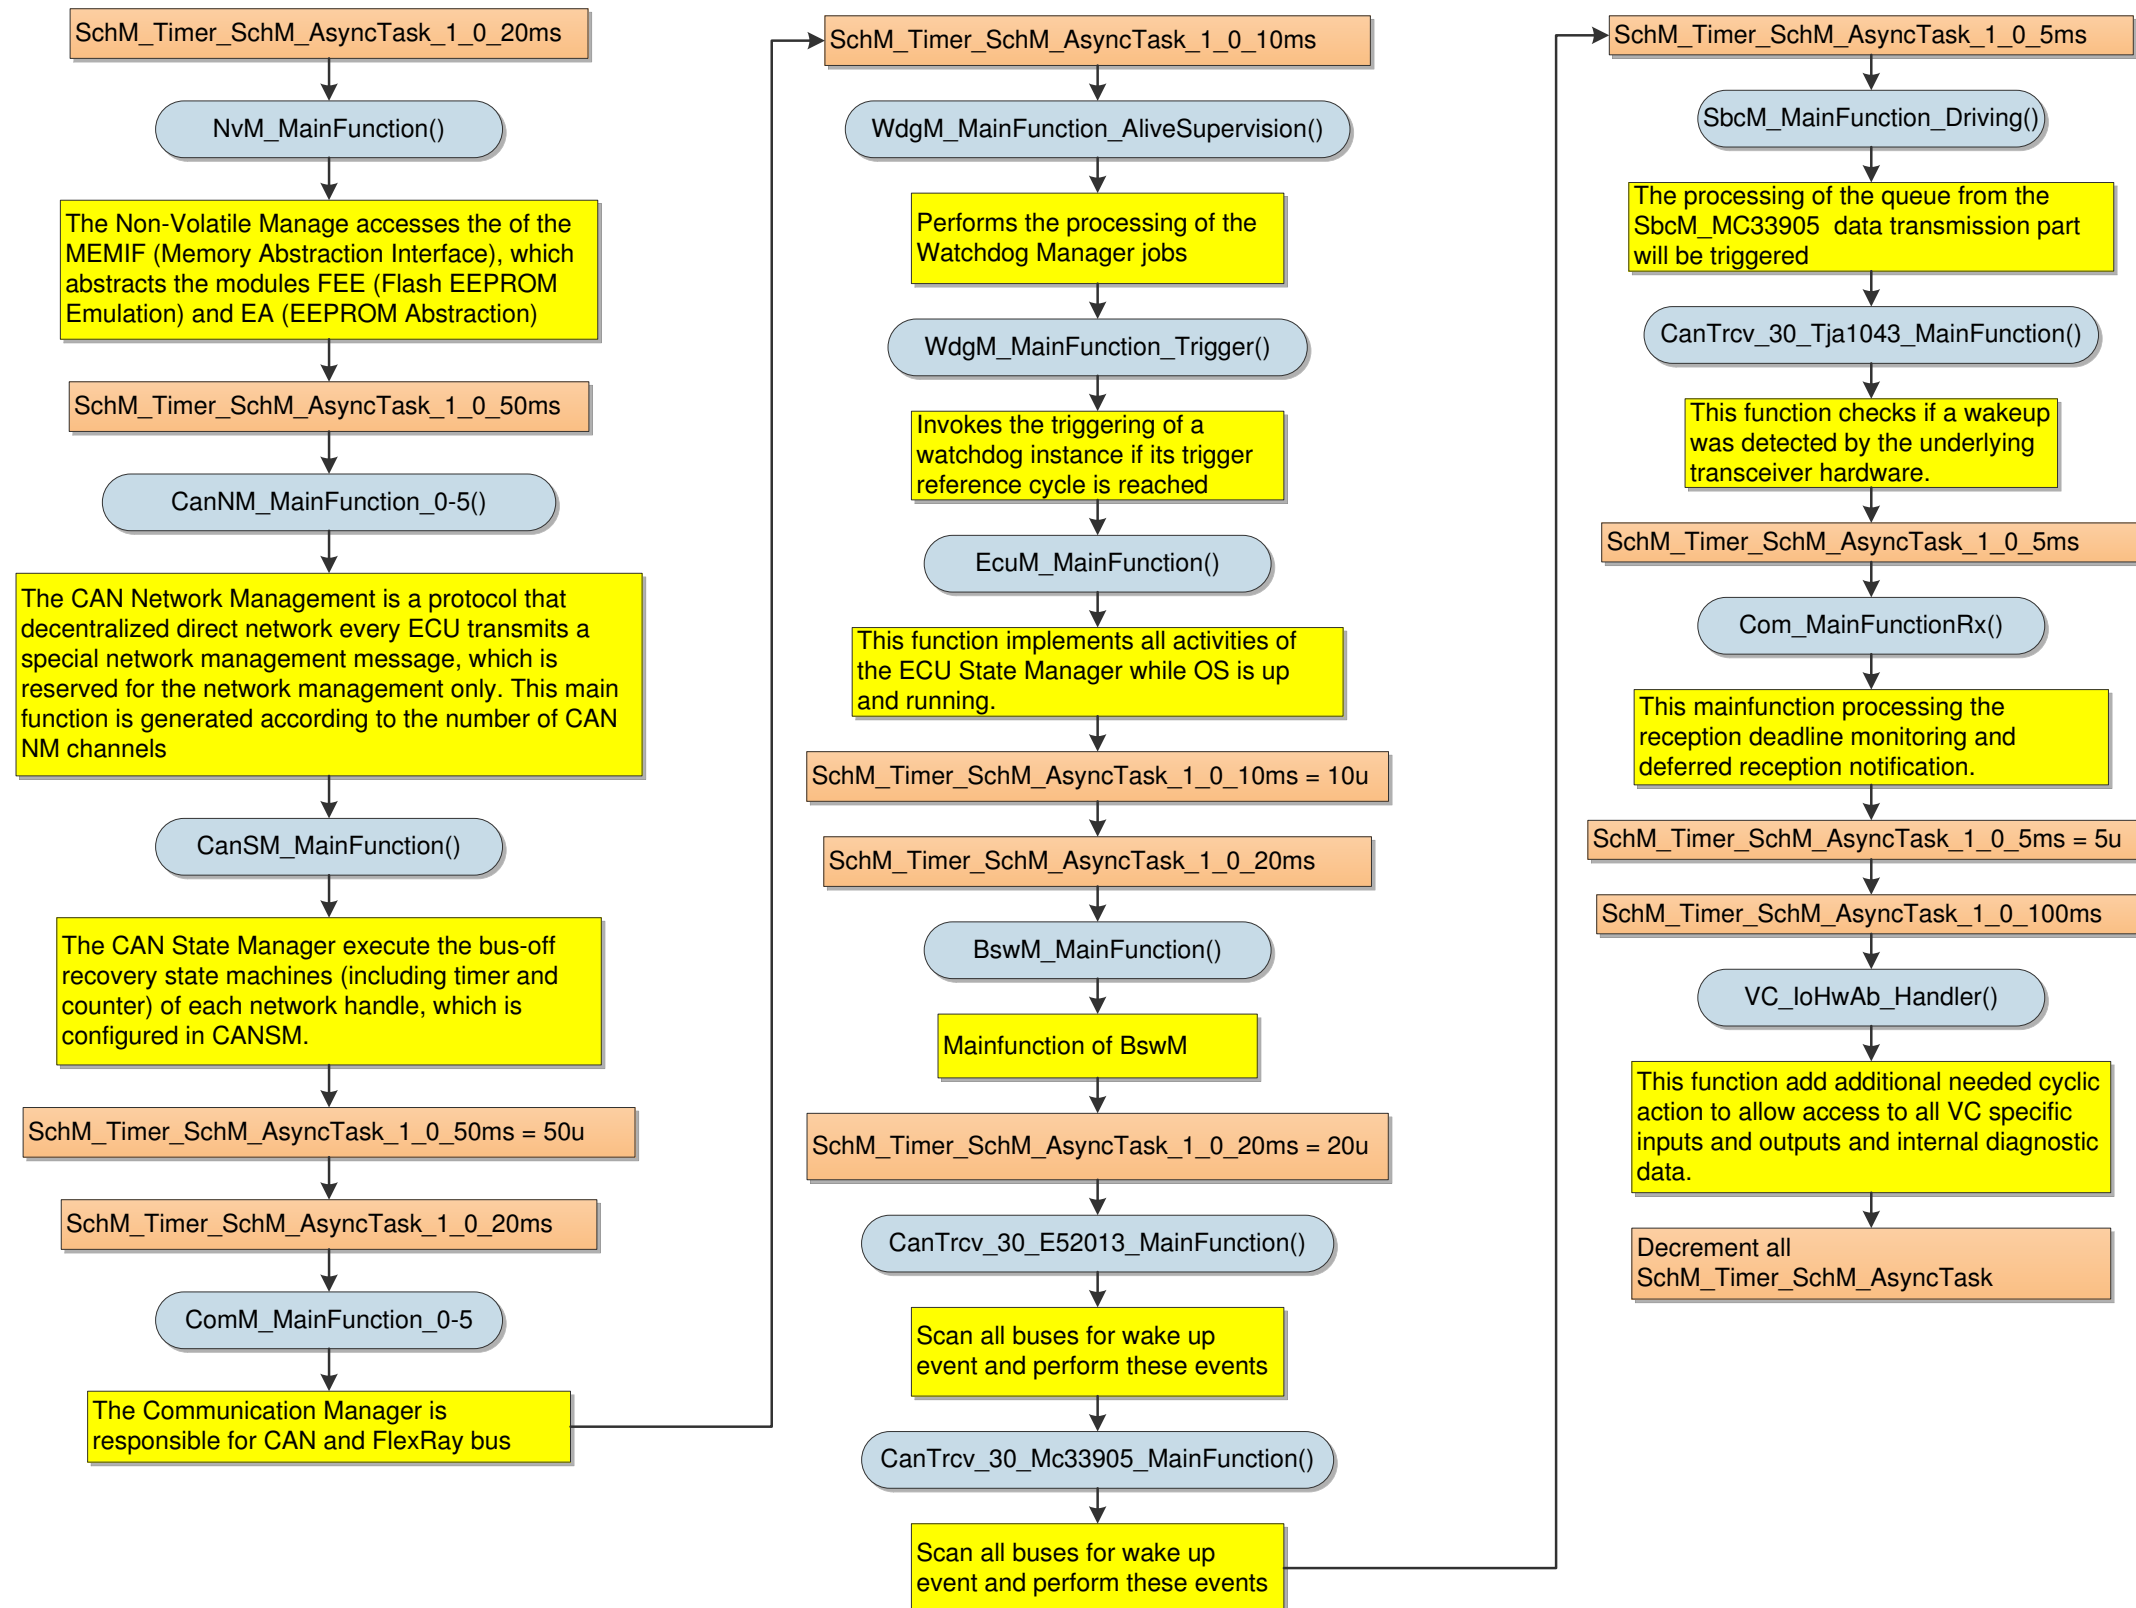 SchM_Timer_SchM_AsyncTask_1_0_20ms
NvM_MainFunction()
The Non-Volatile Manage accesses the of the
MEMIF (Memory Abstraction Interface), which
abstracts the modules FEE (Flash EEPROM
Emulation) and EA (EEPROM Abstraction)
SchM_Timer_SchM_AsyncTask_1_0_50ms
CanNM_MainFunction_0-5()
The CAN Network Management is a protocol that
decentralized direct network every ECU transmits a
special network management message, which is
reserved for the network management only. This main
function is generated according to the number of CAN
NM channels
CanSM_MainFunction()
The CAN State Manager execute the bus-off
recovery state machines (including timer and
counter) of each network handle, which is
configured in CANSM.
SchM_Timer_SchM_AsyncTask_1_0_50ms = 50u
SchM_Timer_SchM_AsyncTask_1_0_20ms
ComM_MainFunction_0-5
The Communication Manager is
responsible for CAN and FlexRay bus
SchM_Timer_SchM_AsyncTask_1_0_10ms
WdgM_MainFunction_AliveSupervision()
Performs the processing of the
Watchdog Manager jobs
WdgM_MainFunction_Trigger()
Invokes the triggering of a
watchdog instance if its trigger
reference cycle is reached
EcuM_MainFunction()
This function implements all activities of
the ECU State Manager while OS is up
and running.
SchM_Timer_SchM_AsyncTask_1_0_10ms = 10u
SchM_Timer_SchM_AsyncTask_1_0_20ms
BswM_MainFunction()
Mainfunction of BswM
SchM_Timer_SchM_AsyncTask_1_0_20ms = 20u
CanTrcv_30_E52013_MainFunction()
Scan all buses for wake up
event and perform these events
CanTrcv_30_Mc33905_MainFunction()
Scan all buses for wake up
event and perform these events
SchM_Timer_SchM_AsyncTask_1_0_5ms
SbcM_MainFunction_Driving()
The processing of the queue from the
SbcM_MC33905  data transmission part
will be triggered
CanTrcv_30_Tja1043_MainFunction()
This function checks if a wakeup
was detected by the underlying
transceiver hardware.
SchM_Timer_SchM_AsyncTask_1_0_5ms
Com_MainFunctionRx()
This mainfunction processing the
reception deadline monitoring and
deferred reception notification.
SchM_Timer_SchM_AsyncTask_1_0_5ms = 5u
SchM_Timer_SchM_AsyncTask_1_0_100ms
VC_IoHwAb_Handler()
This function add additional needed cyclic
action to allow access to all VC specific
inputs and outputs and internal diagnostic
data.
Decrement all
SchM_Timer_SchM_AsyncTask